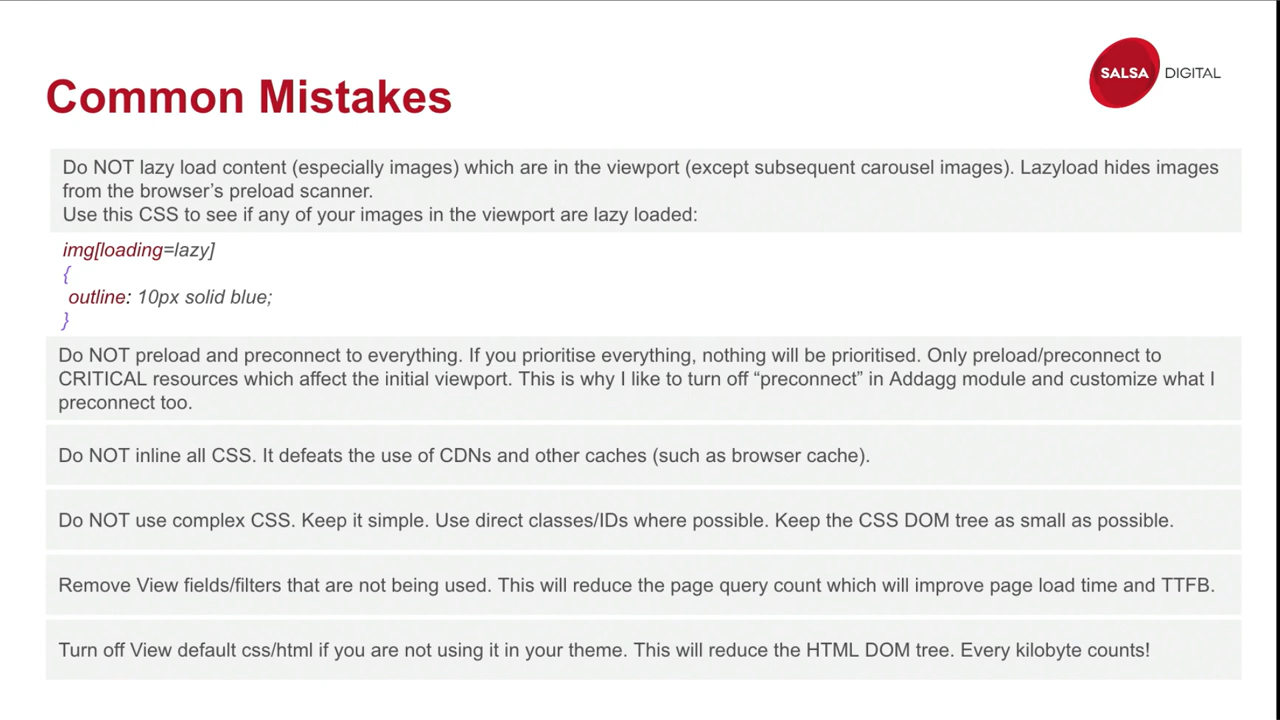 SALSA DIGITAL
Common Mistakes
Do NOT lazy load content (especially images) which are in the viewport (except subsequent carousel images). Lazyload hides images
from the browser’s preload scanner.
Use this CSS to see if any of your images in the viewport are lazy loaded:
img[loading=lazy]
{
outline: 10px solid blue;
}
Do NOT preload and preconnect to everything. If you prioritise everything, nothing will be prioritised. Only preload/preconnect to
CRITICAL resources which affect the initial viewport. This is why I like to turn off “preconnect” in Addagg module and customize what I
preconnect too.
Do NOT inline all CSS. It defeats the use of CDNs and other caches (such as browser cache).
Do NOT use complex CSS. Keep it simple. Use direct classes/IDs where possible. Keep the CSS DOM tree as small as possible.
Remove View fields/filters that are not being used. This will reduce the page query count which will improve page load time and TTFB.
Turn off View default css/html if you are not using it in your theme. This will reduce the HTML DOM tree. Every kilobyte counts!